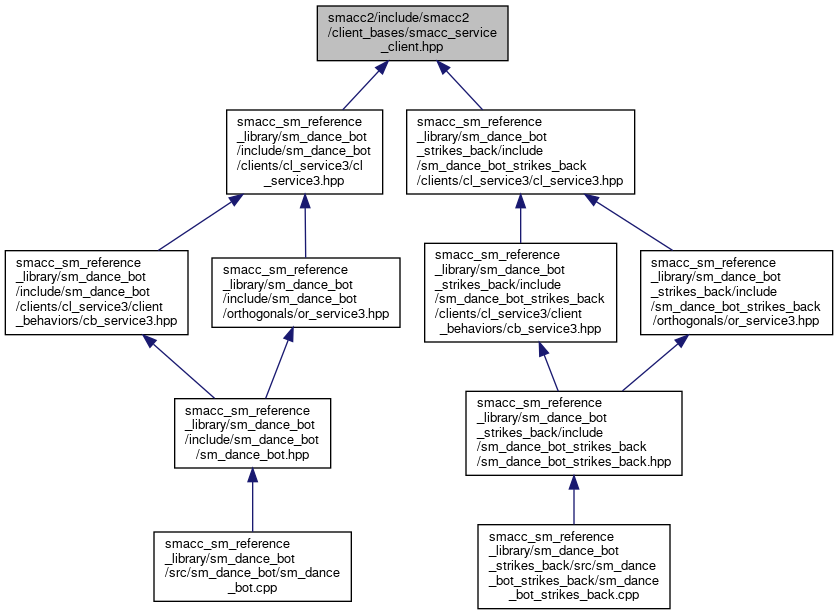 smacc2/include/smacc2
/client_bases/smacc_service
_client.hpp
smacc_sm_reference
_library/sm_dance_bot
/include/sm_dance_bot
/clients/cl_service3/cl
_service3.hpp
smacc_sm_reference
_library/sm_dance_bot
_strikes_back/include
/sm_dance_bot_strikes_back
/clients/cl_service3/cl_service3.hpp
smacc_sm_reference
_library/sm_dance_bot
/include/sm_dance_bot
/clients/cl_service3/client
_behaviors/cb_service3.hpp
smacc_sm_reference
_library/sm_dance_bot
/include/sm_dance_bot
/orthogonals/or_service3.hpp
smacc_sm_reference
_library/sm_dance_bot
_strikes_back/include
/sm_dance_bot_strikes_back
/clients/cl_service3/client
_behaviors/cb_service3.hpp
smacc_sm_reference
_library/sm_dance_bot
_strikes_back/include
/sm_dance_bot_strikes_back
/orthogonals/or_service3.hpp
smacc_sm_reference
_library/sm_dance_bot
/include/sm_dance_bot
/sm_dance_bot.hpp
smacc_sm_reference
_library/sm_dance_bot
_strikes_back/include
/sm_dance_bot_strikes_back
/sm_dance_bot_strikes_back.hpp
smacc_sm_reference
_library/sm_dance_bot
/src/sm_dance_bot/sm_dance
_bot.cpp
smacc_sm_reference
_library/sm_dance_bot
_strikes_back/src/sm_dance
_bot_strikes_back/sm_dance
_bot_strikes_back.cpp